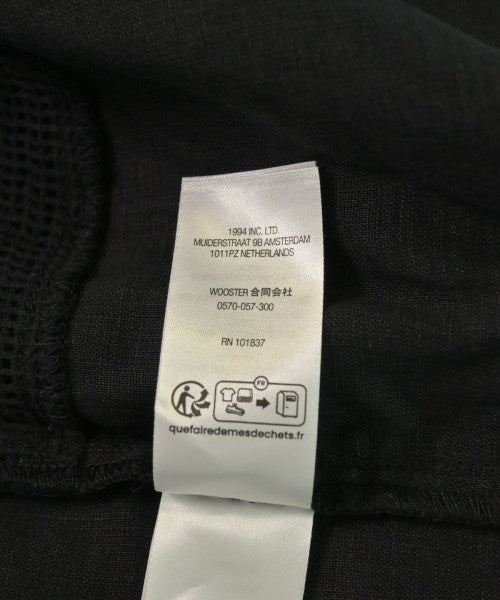 1994 INC. LTD.
MUIDERSTRAAT 9B AMSTERDAM
1011PZ NETHERLANDS
WOOSTER 合同会社
0570-057-300
RN 101837
FR
quefairedemesdechets.fr